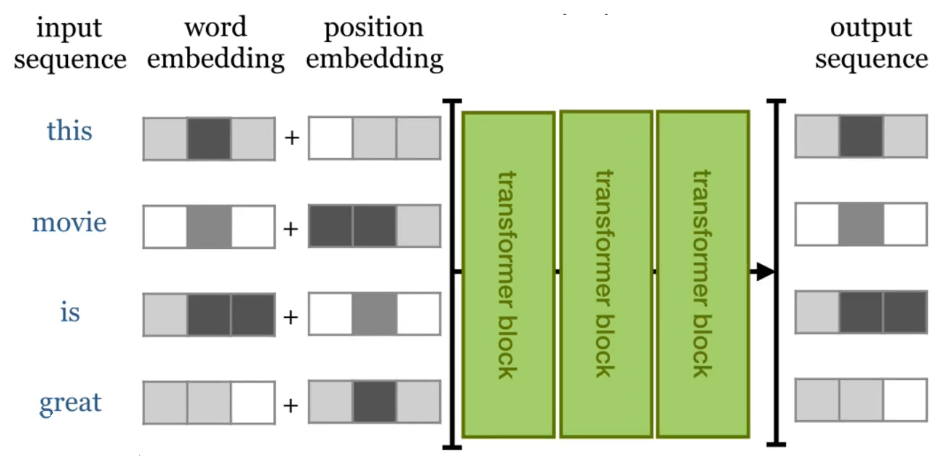 input word position output
sequence embedding embedding sequence
this + 
movie + 
is + 
great + 
transformer block
transformer block
transformer block